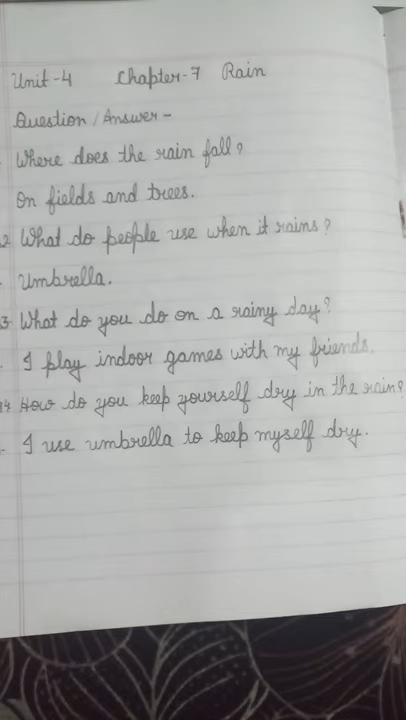 Unit-4 Chapter-7 Rain
Question/Answer-
Where does the rain fall?
On fields and trees.
2 What do people use when it rains?
Umbrella.
3. What do you do on a rainy day?
I play indoor games with my friends.
4. How do you keep yourself dry in the rain?
I use umbrella to keep myself dry.